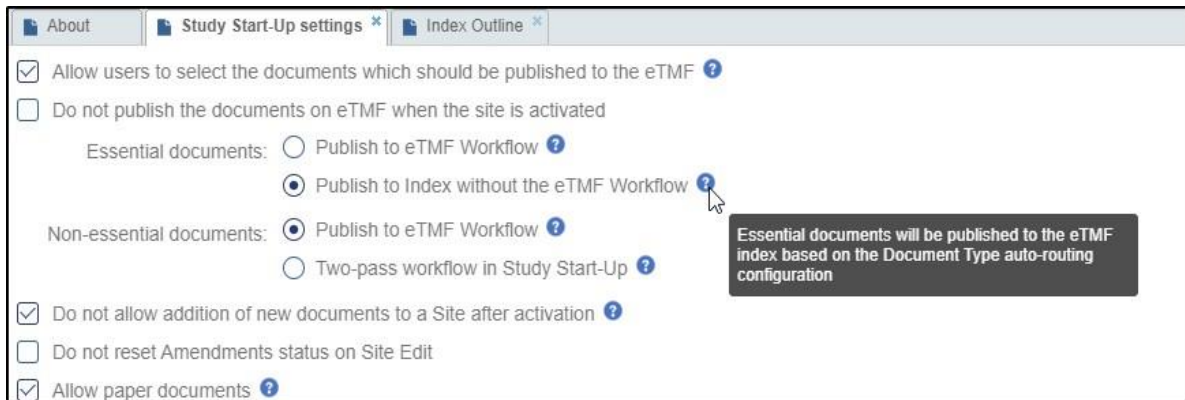 About
Study Start-Up settings
Index Outline
Allow users to select the documents which should be published to the eTMF
Do not publish the documents on eTMF when the site is activated
Essential documents: Publish to eTMF Workflow
Publish to Index without the eTMF Workflow
Non-essential documents: Publish to eTMF Workflow
Two-pass workflow in Study Start-Up
Essential documents will be published to the eTMF
index based on the Document Type auto-routing
configuration
Do not allow addition of new documents to a Site after activation
Do not reset Amendments status on Site Edit
Allow paper documents